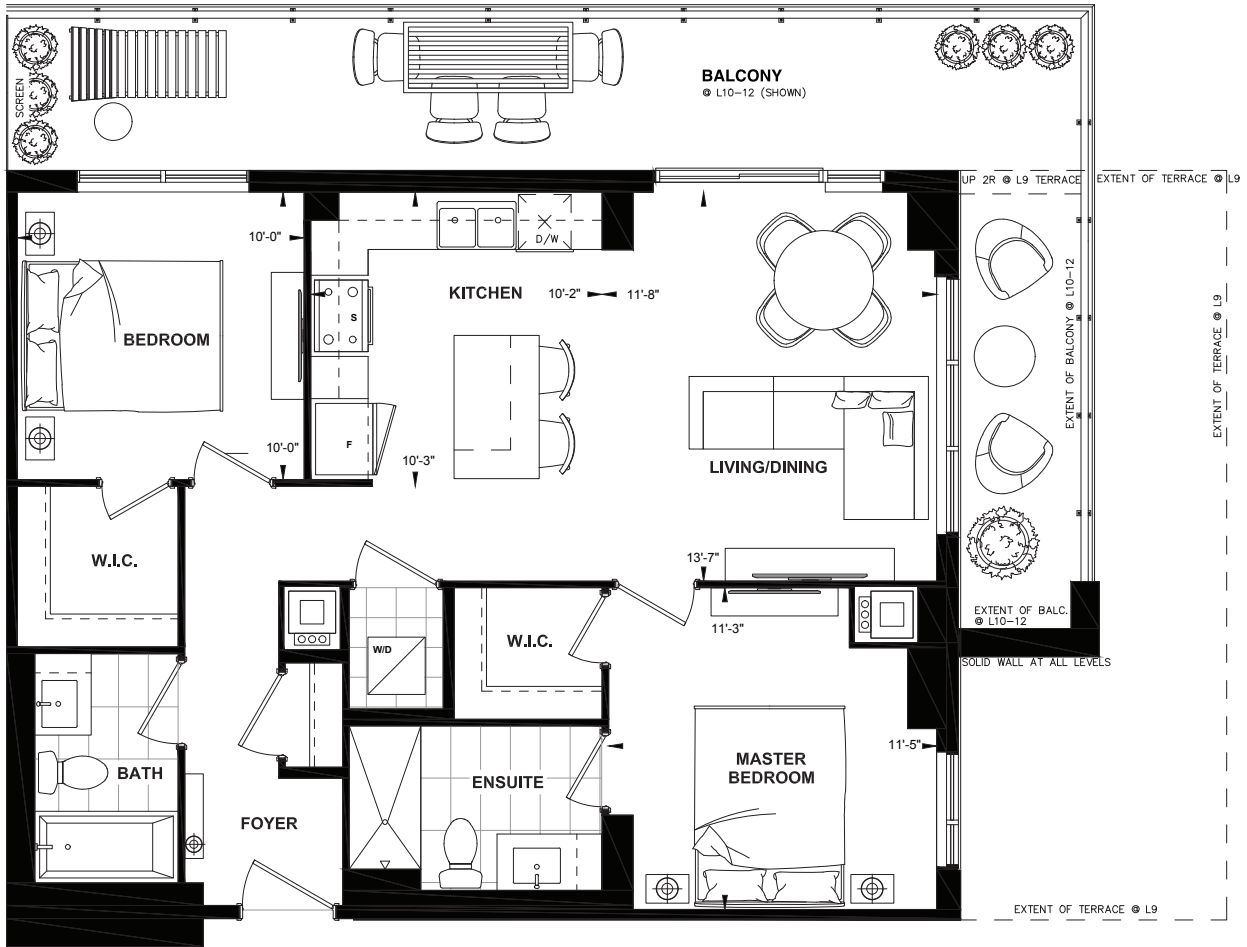 SCREEN
BALCONY
@ L10-12 (SHOWN)
UP 2R @ L9 TERRACE
EXTENT OF TERRACE @ L9
10'-0"
D/W
KITCHEN
10'-2"
11'-8"
S
BEDROOM
EXTENT OF BALCONY @ L10-12
EXTENT OF TERRACE @ L9
10'-0"
F
10'-3"
LIVING/DINING
W.I.C.
13'-7"
11'-3"
EXTENT OF BALC.
@ L10-12
W/D
W.I.C.
SOLID WALL AT ALL LEVELS
11'-5"
MASTER
BEDROOM
BATH
ENSUITE
FOYER
EXTENT OF TERRACE @ L9